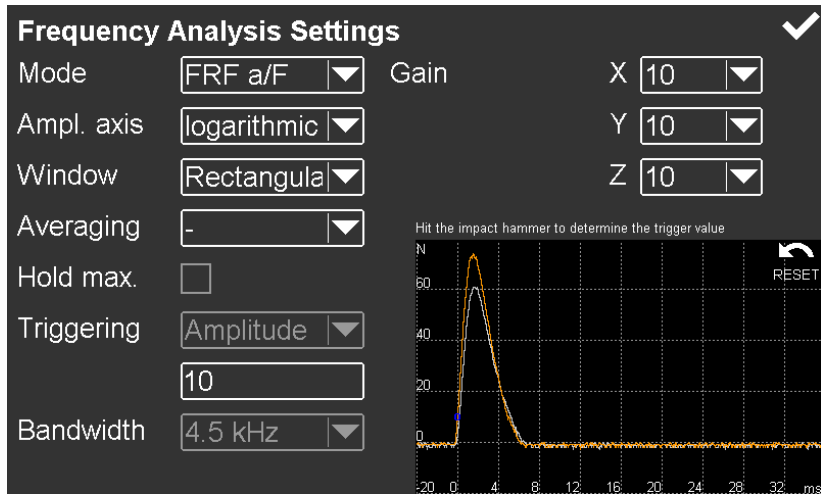 Frequency Analysis Settings
Mode FRF a/F Gain X 10
Ampl. axis logarithmic Y 10
Window Rectangula Z 10
Averaging -
Hit the impact hammer to determine the trigger value
N
RESET
Hold max.
60
Triggering Amplitude
40
10
20
Bandwidth 4.5 kHz
0
-20 0 4 8 12 16 20 24 28 32 ms